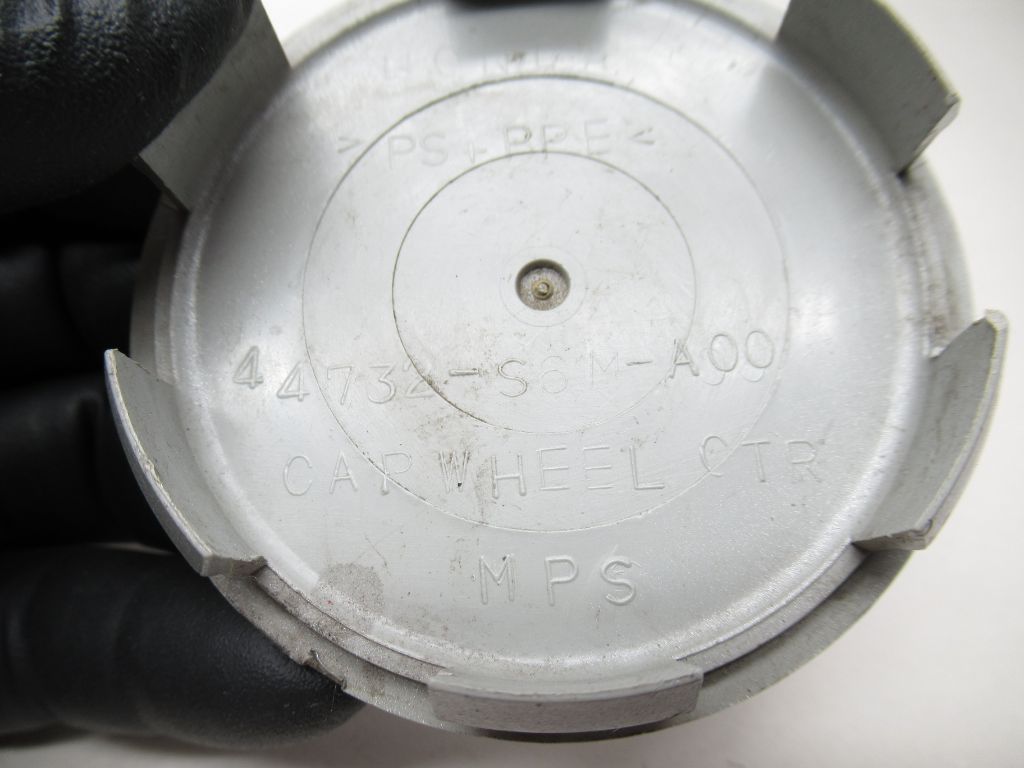 >PS+PPE<
44732-S6M-A00
CAP WHEEL CTR
MPS